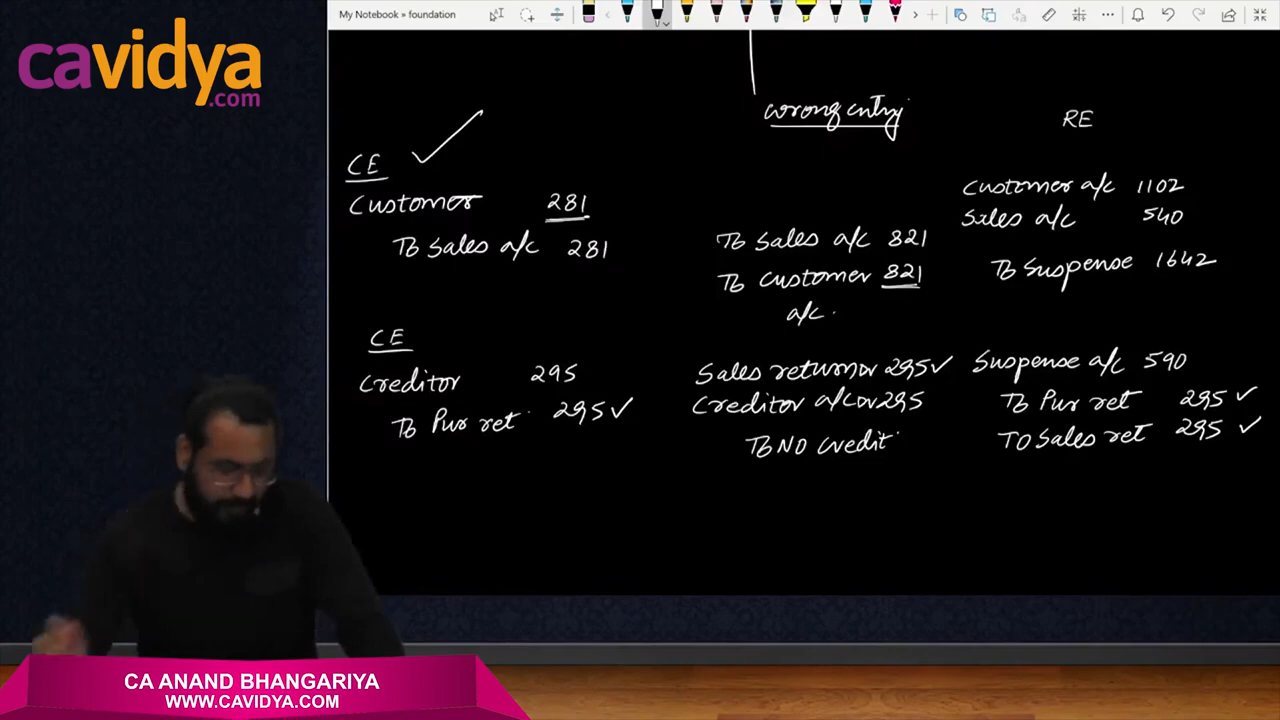 cavidya
.com
My Notebook » foundation
wrong entry
RE
CE
Customer 281
To Sales a/c 281
To Sales a/c 821
To customer 821
a/c.
Customer a/c 1102
Sales a/c 540
To Suspense 1642
CE
Creditor 295
To Pur ret 295
Sales return Dr 295
Creditor a/c Dr 295
To NO credit
Suspense a/c 590
To Pur ret 295
To Sales ret 295
CA ANAND BHANGARIYA
WWW.CAVIDYA.COM